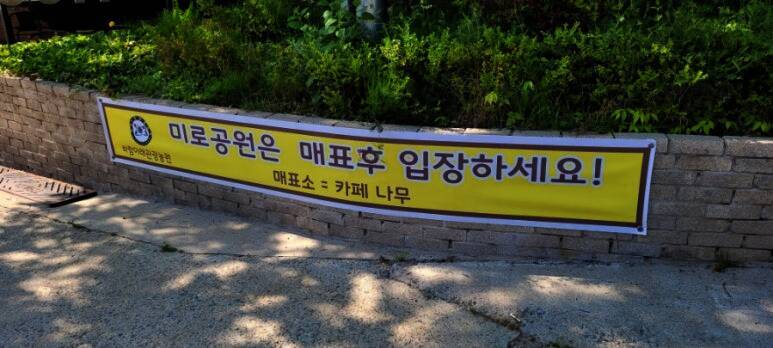 미로공원은 매표후 입장하세요!
매표소 = 카페 나무